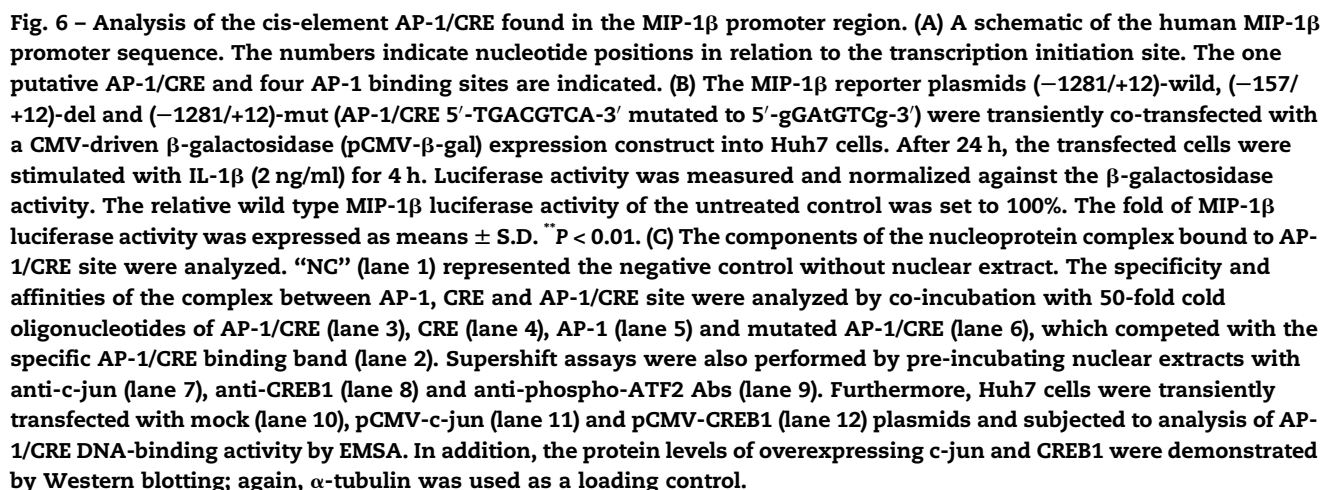 Fig. 6 – Analysis of the cis-element AP-1/CRE found in the MIP-1β promoter region. (A) A schematic of the human MIP-1β
promoter sequence. The numbers indicate nucleotide positions in relation to the transcription initiation site. The one
putative AP-1/CRE and four AP-1 binding sites are indicated. (B) The MIP-1β reporter plasmids (−1281/+12)-wild, (−157/
+12)-del and (−1281/+12)-mut (AP-1/CRE 5′-TGACGTCA-3′ mutated to 5′-gGAtGTCg-3′) were transiently co-transfected with
a CMV-driven β-galactosidase (pCMV-β-gal) expression construct into Huh7 cells. After 24 h, the transfected cells were
stimulated with IL-1β (2 ng/ml) for 4 h. Luciferase activity was measured and normalized against the β-galactosidase
activity. The relative wild type MIP-1β luciferase activity of the untreated control was set to 100%. The fold of MIP-1β
luciferase activity was expressed as means ± S.D. **P < 0.01. (C) The components of the nucleoprotein complex bound to AP-
1/CRE site were analyzed. “NC” (lane 1) represented the negative control without nuclear extract. The specificity and
affinities of the complex between AP-1, CRE and AP-1/CRE site were analyzed by co-incubation with 50-fold cold
oligonucleotides of AP-1/CRE (lane 3), CRE (lane 4), AP-1 (lane 5) and mutated AP-1/CRE (lane 6), which competed with the
specific AP-1/CRE binding band (lane 2). Supershift assays were also performed by pre-incubating nuclear extracts with
anti-c-jun (lane 7), anti-CREB1 (lane 8) and anti-phospho-ATF2 Abs (lane 9). Furthermore, Huh7 cells were transiently
transfected with mock (lane 10), pCMV-c-jun (lane 11) and pCMV-CREB1 (lane 12) plasmids and subjected to analysis of AP-
1/CRE DNA-binding activity by EMSA. In addition, the protein levels of overexpressing c-jun and CREB1 were demonstrated
by Western blotting; again, α-tubulin was used as a loading control.